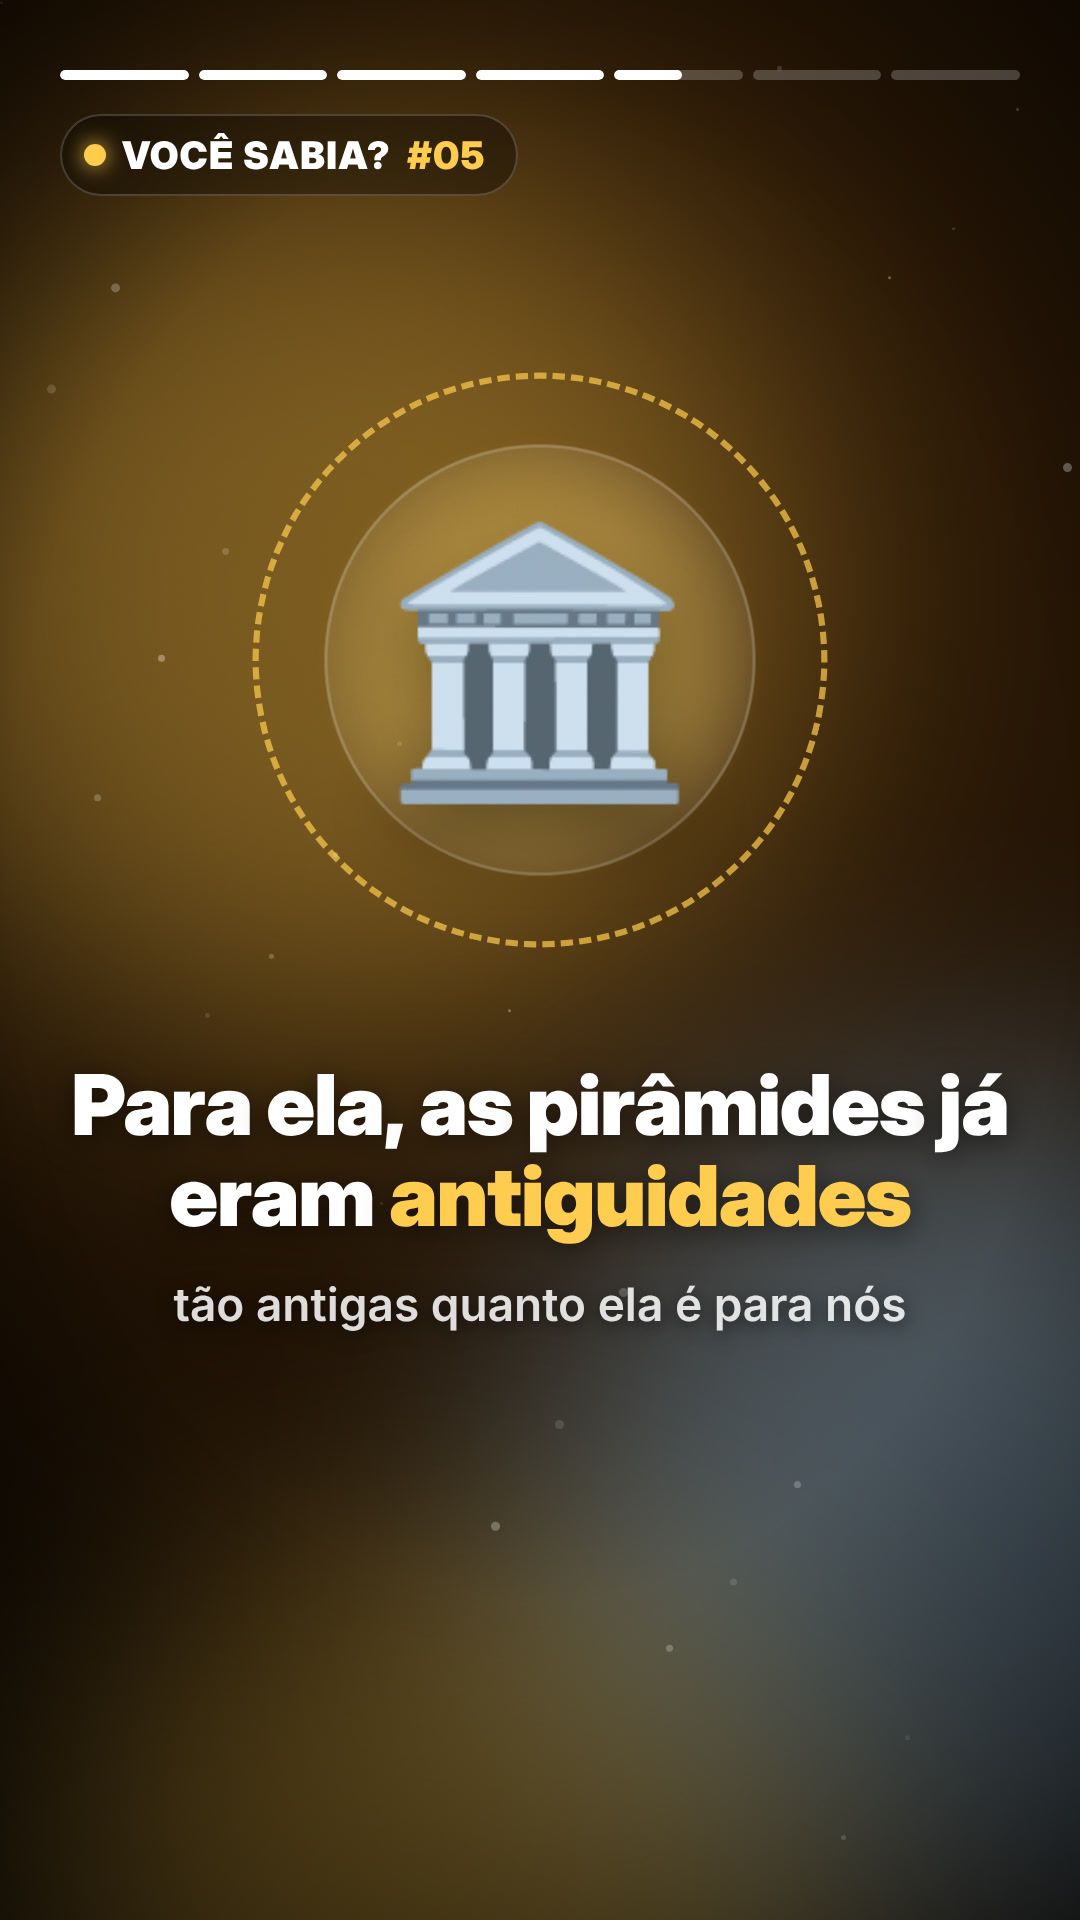 VOCÊ SABIA? #05
Para ela, as pirâmides já
eram antiguidades
tão antigas quanto ela é para nós